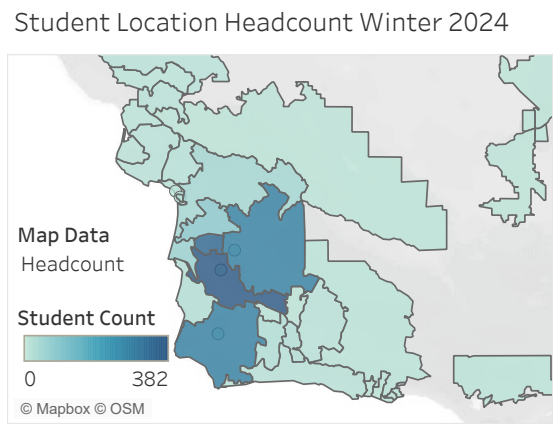 Student Location Headcount Winter 2024
Map Data
Headcount
Student Count
0 382
© Mapbox © OSM